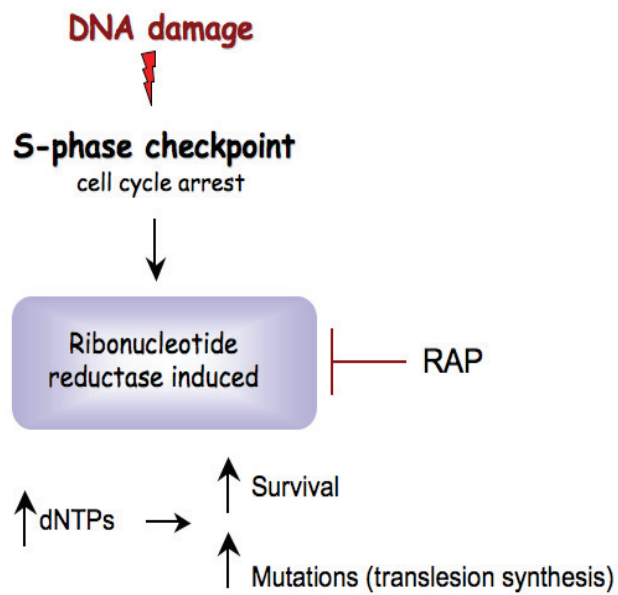 DNA damage
S-phase checkpoint
cell cycle arrest
Ribonucleotide
reductase induced
RAP
Survival
dNTPs
Mutations (translesion synthesis)